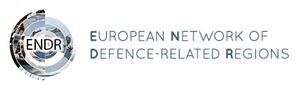 ENDR
EUROPEAN NETWORK OF
DEFENCE-RELATED REGIONS